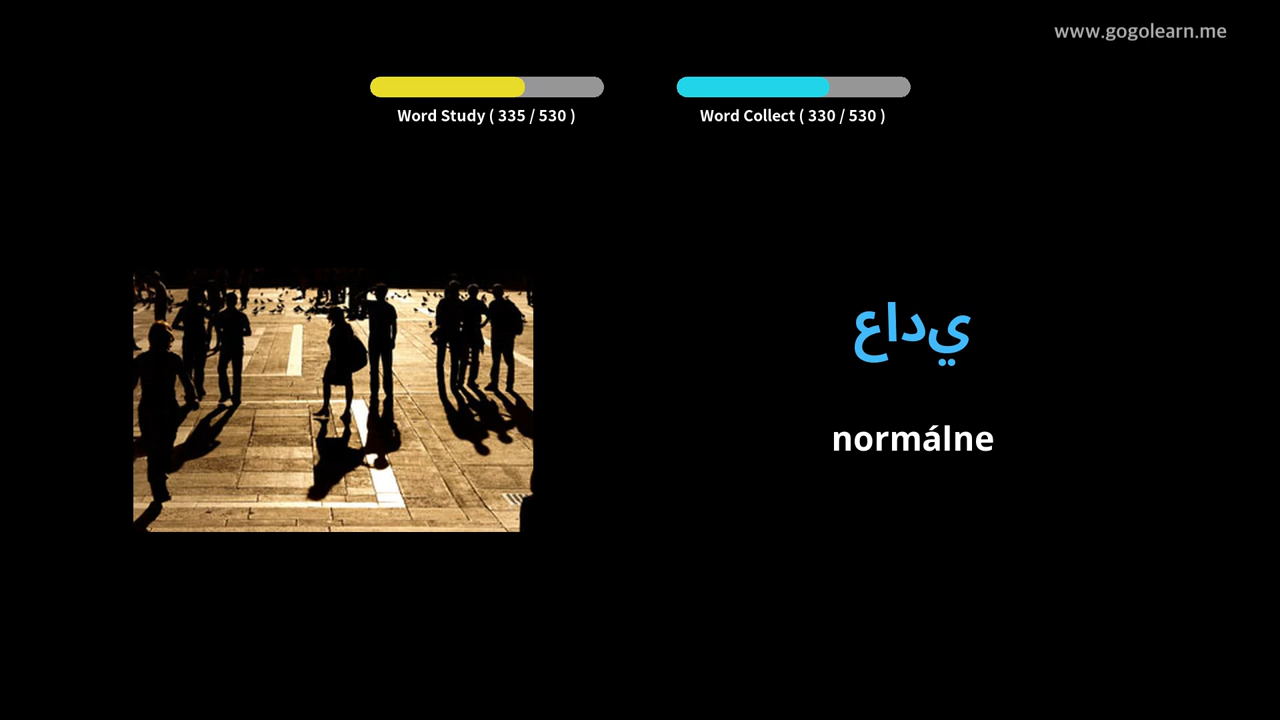 www.gogolearn.me
Word Study ( 335 / 530 )
Word Collect ( 330 / 530 )
عادي
normálne